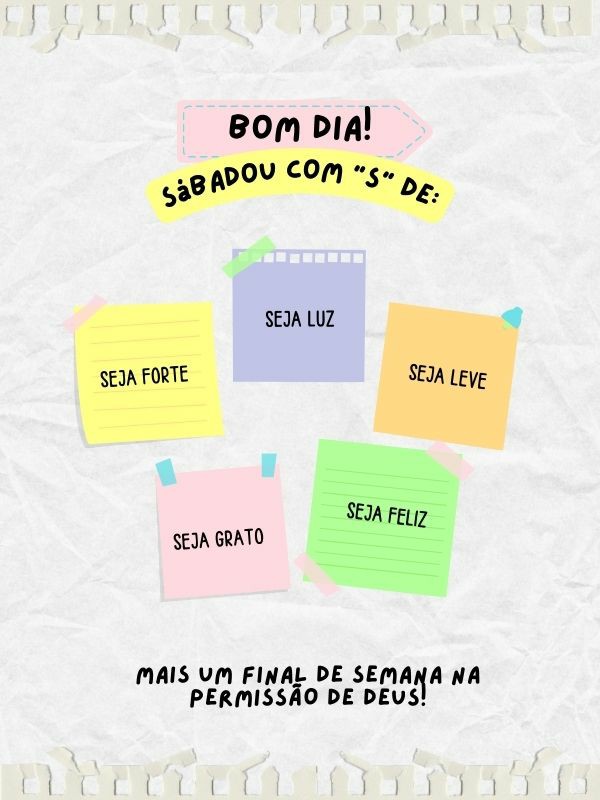 BOM DIA!
SàBADOU COM "S" DE:
SEJA LUZ
SEJA FORTE
SEJA LEVE
SEJA GRATO
SEJA FELIZ
MAIS UM FINAL DE SEMANA NA
PERMISSÃO DE DEUS!